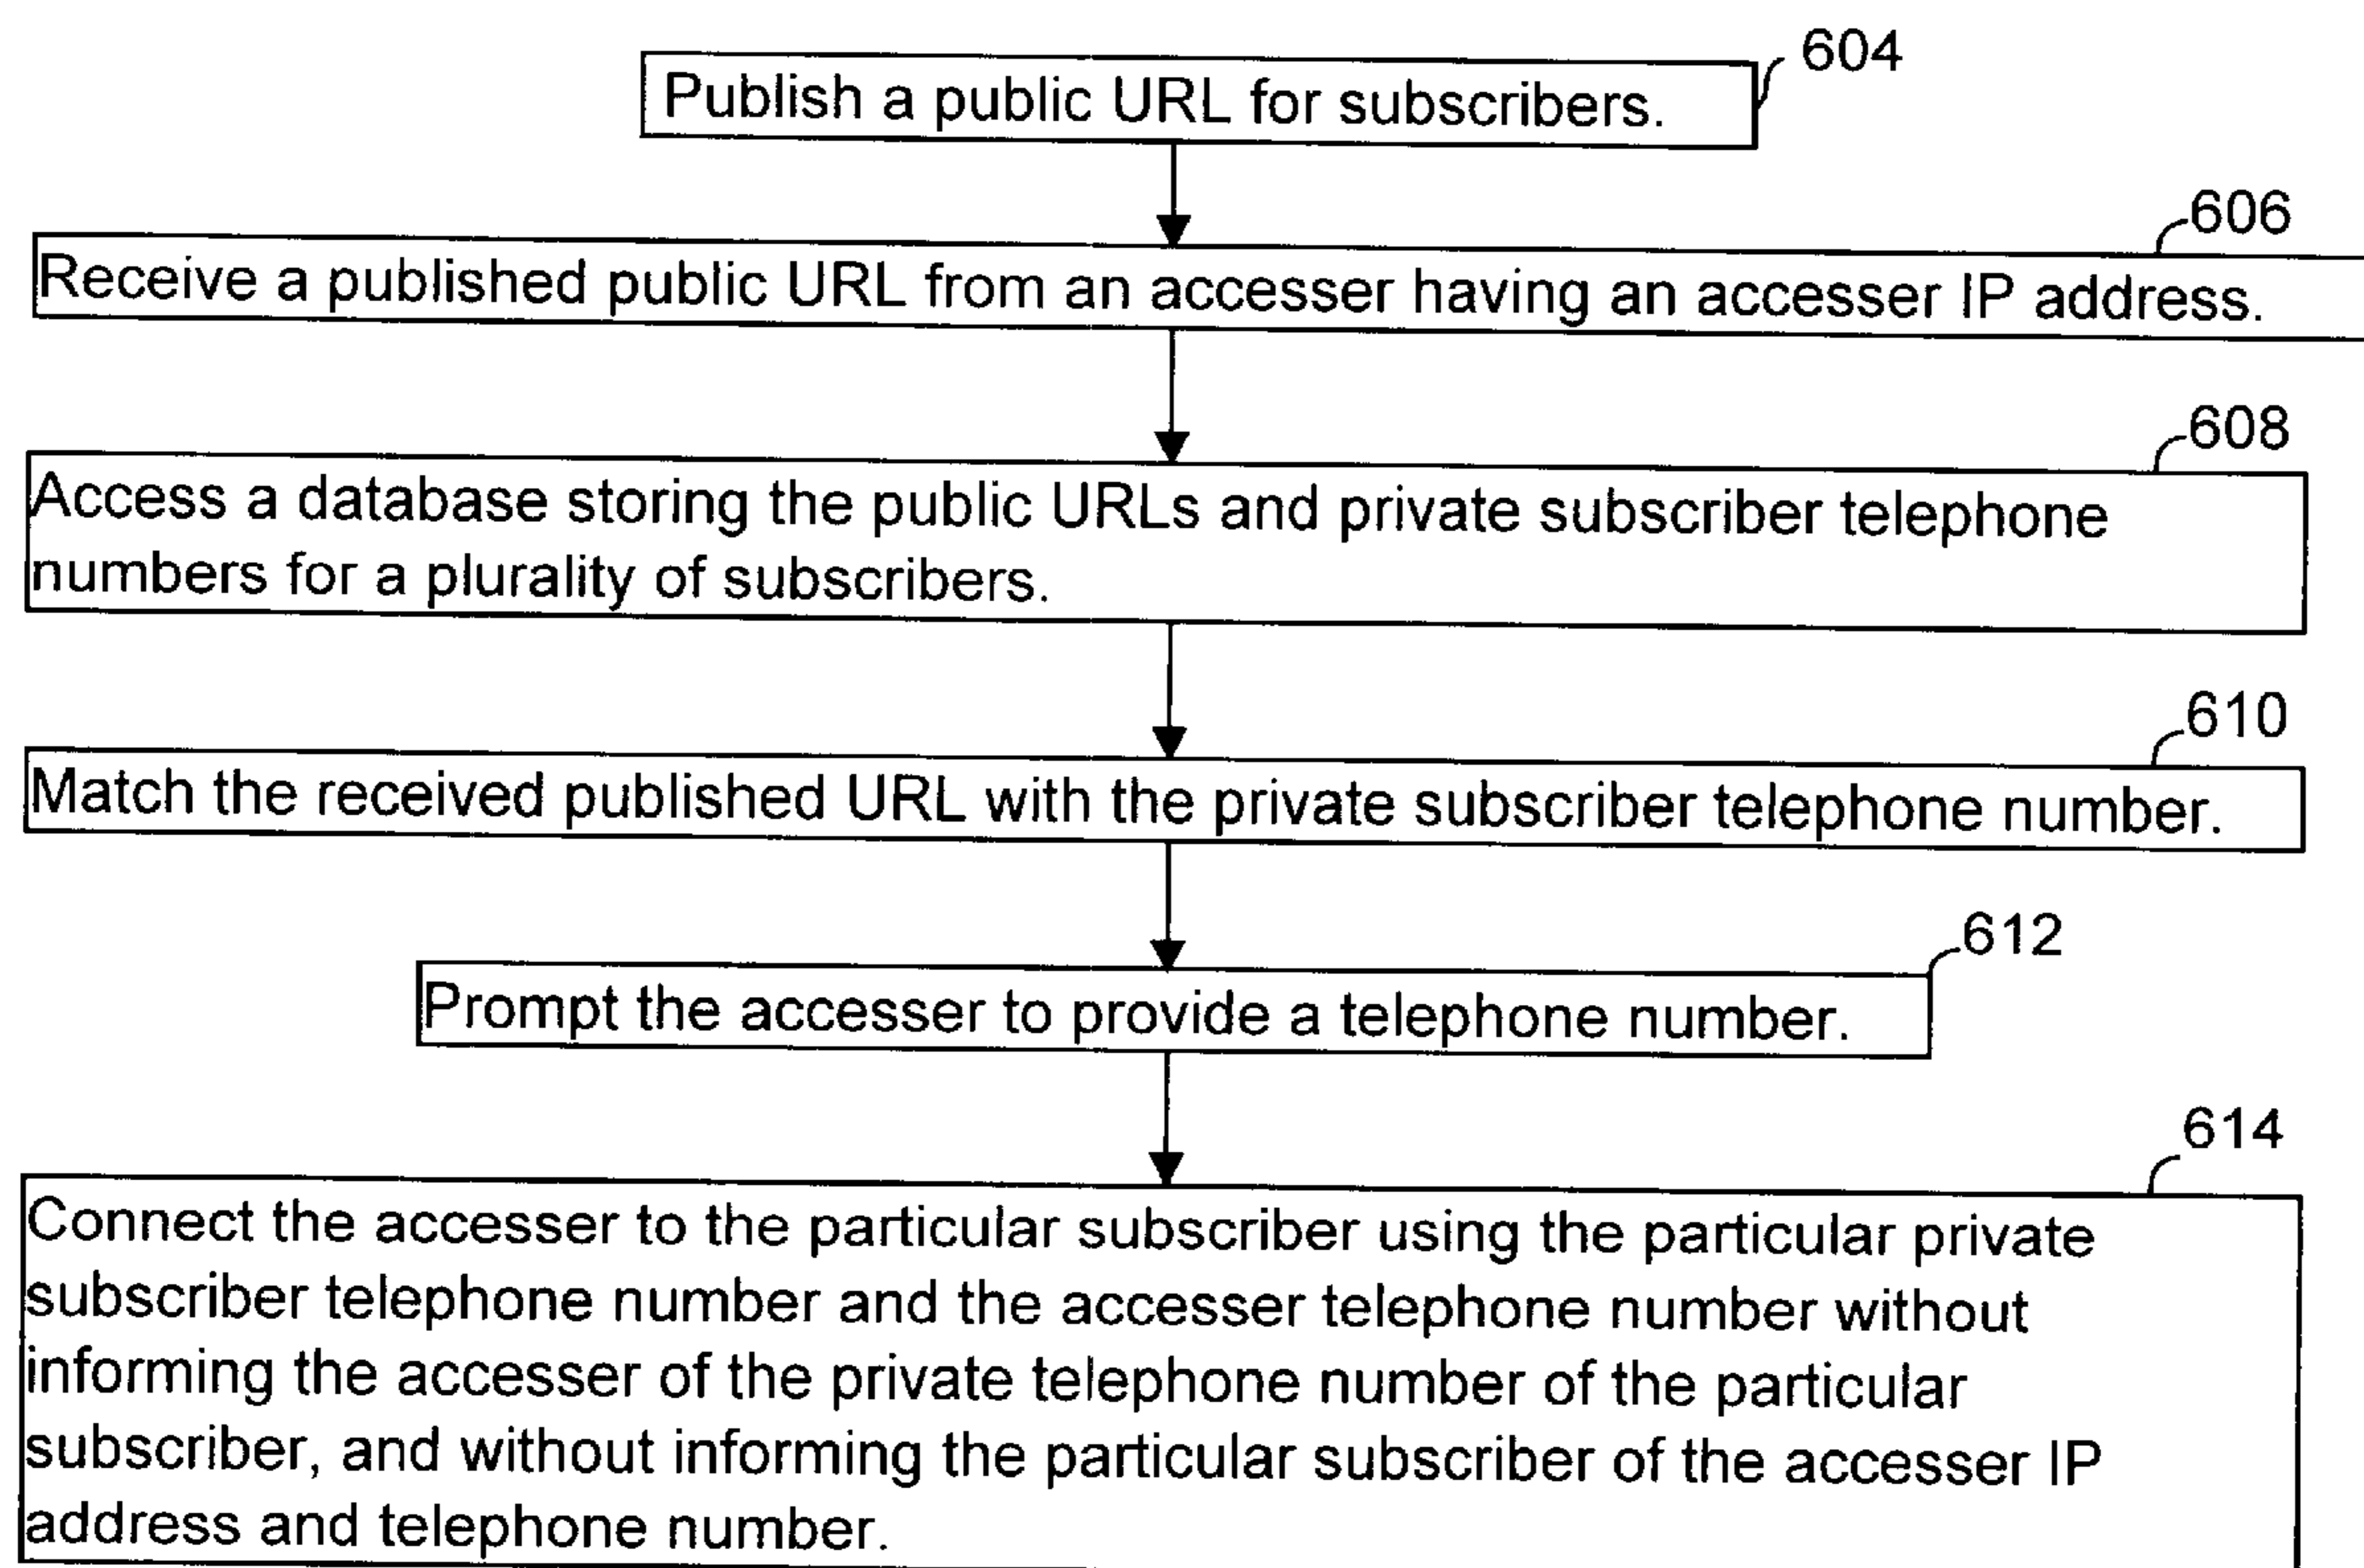 604
Publish a public URL for subscribers.
606
Receive a published public URL from an accesser having an accesser IP address.
608
Access a database storing the public URLs and private subscriber telephone
numbers for a plurality of subscribers.
610
Match the received published URL with the private subscriber telephone number.
612
Prompt the accesser to provide a telephone number.
614
Connect the accesser to the particular subscriber using the particular private
subscriber telephone number and the accesser telephone number without
informing the accesser of the private telephone number of the particular
subscriber, and without informing the particular subscriber of the accesser IP
address and telephone number.